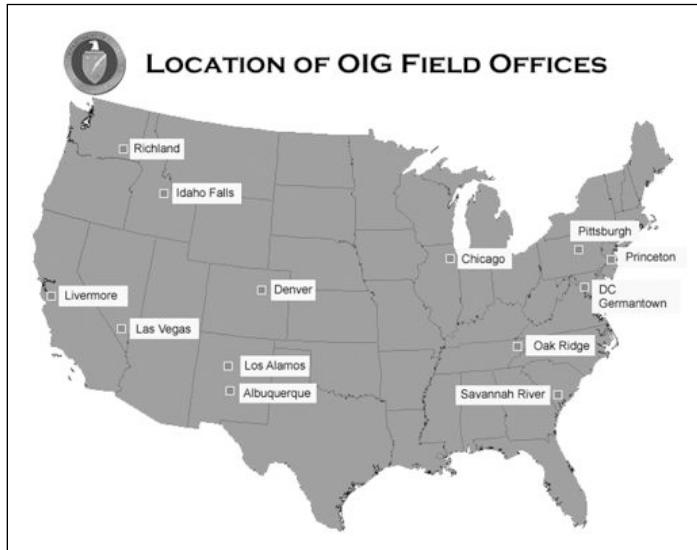 LOCATION OF OIG FIELD OFFICES
Richland
Idaho Falls
Pittsburgh
Chicago
Princeton
Denver
DC
Germantown
Livermore
Las Vegas
Oak Ridge
Los Alamos
Albuquerque
Savannah River